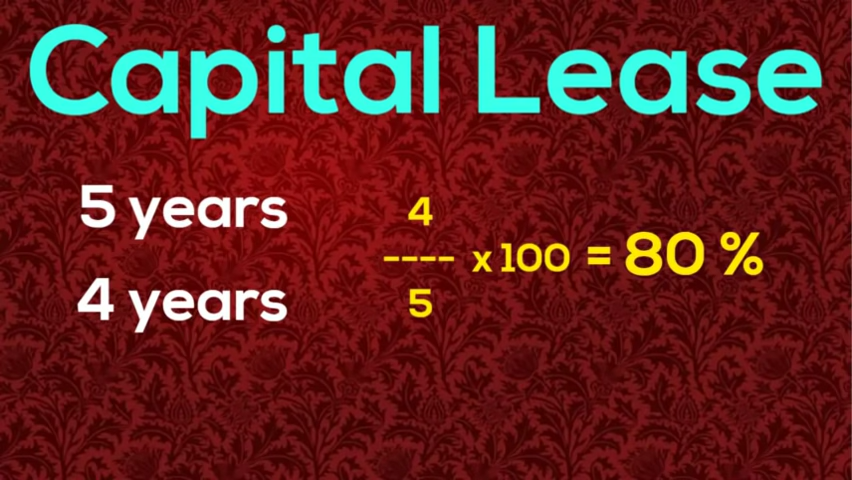 Capital Lease
5 years
4 years
4
----
5
x 100 = 80 %